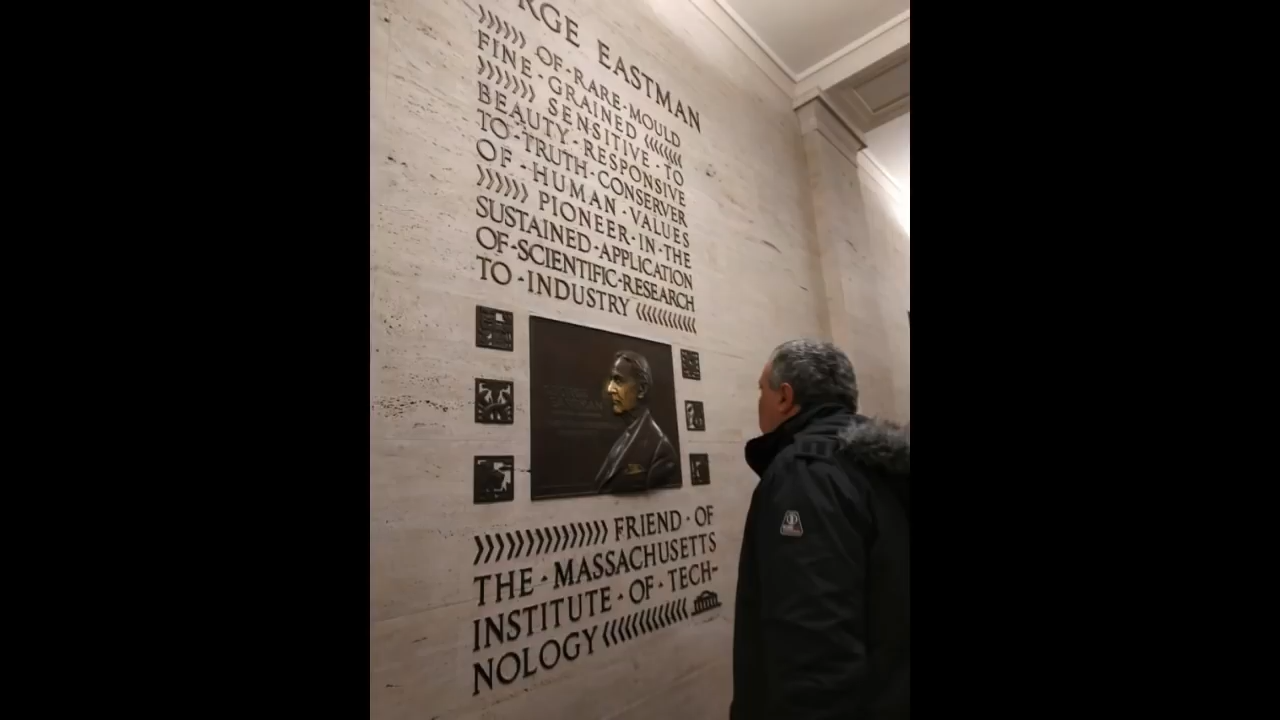 RGE EASTMAN
OF·RARE·MOULD
FINE·GRAINED
SENSITIVE·TO
BEAUTY·RESPONSIVE
TO·TRUTH·CONSERVER
OF·HUMAN·VALUES
PIONEER·IN·THE
SUSTAINED·APPLICATION
OF·SCIENTIFIC·RESEARCH
TO·INDUSTRY
FRIEND·OF
THE·MASSACHUSETTS
INSTITUTE·OF·TECH-
NOLOGY